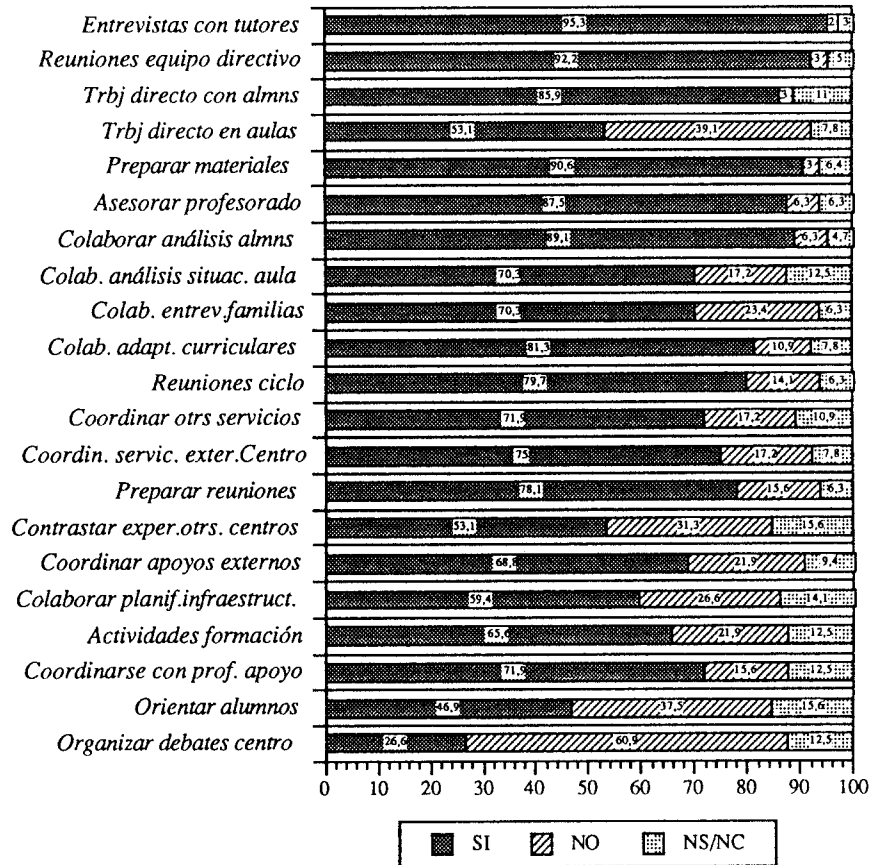 Entrevistas con tutores 95,3 2 3
Reuniones equipo directivo 92,2 3 5
Trbj directo con almns 85,9 3 11
Trbj directo en aulas 53,1 39,1 7,8
Preparar materiales 90,6 3 6,4
Asesorar profesorado 87,5 6,3 6,3
Colaborar análisis almns 89,1 6,3 4,7
Colab. análisis situac. aula 70,3 17,2 12,5
Colab. entrev.familias 70,3 23,4 6,3
Colab. adapt. curriculares 81,3 10,9 7,8
Reuniones ciclo 79,7 14,1 6,3
Coordinar otrs servicios 71,9 17,2 10,9
Coordin. servic. exter.Centro 75 17,2 7,8
Preparar reuniones 78,1 15,6 6,3
Contrastar exper.otrs. centros 53,1 31,3 15,6
Coordinar apoyos externos 68,8 21,9 9,4
Colaborar planif.infraestruct. 59,4 26,6 14,1
Actividades formación 65,6 21,9 12,5
Coordinarse con prof. apoyo 71,9 15,6 12,5
Orientar alumnos 46,9 37,5 15,6
Organizar debates centro 26,6 60,9 12,5
0 10 20 30 40 50 60 70 80 90 100
SI NO NS/NC